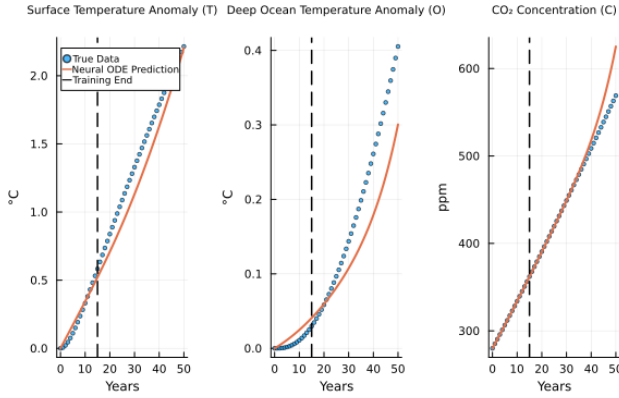 Surface Temperature Anomaly (T)
Deep Ocean Temperature Anomaly (O)
CO₂ Concentration (C)
True Data
Neural ODE Prediction
Training End
°C
2.0
1.5
1.0
0.5
0.0
0 10 20 30 40 50
Years
°C
0.4
0.3
0.2
0.1
0.0
0 10 20 30 40 50
Years
ppm
600
500
400
300
0 10 20 30 40 50
Years